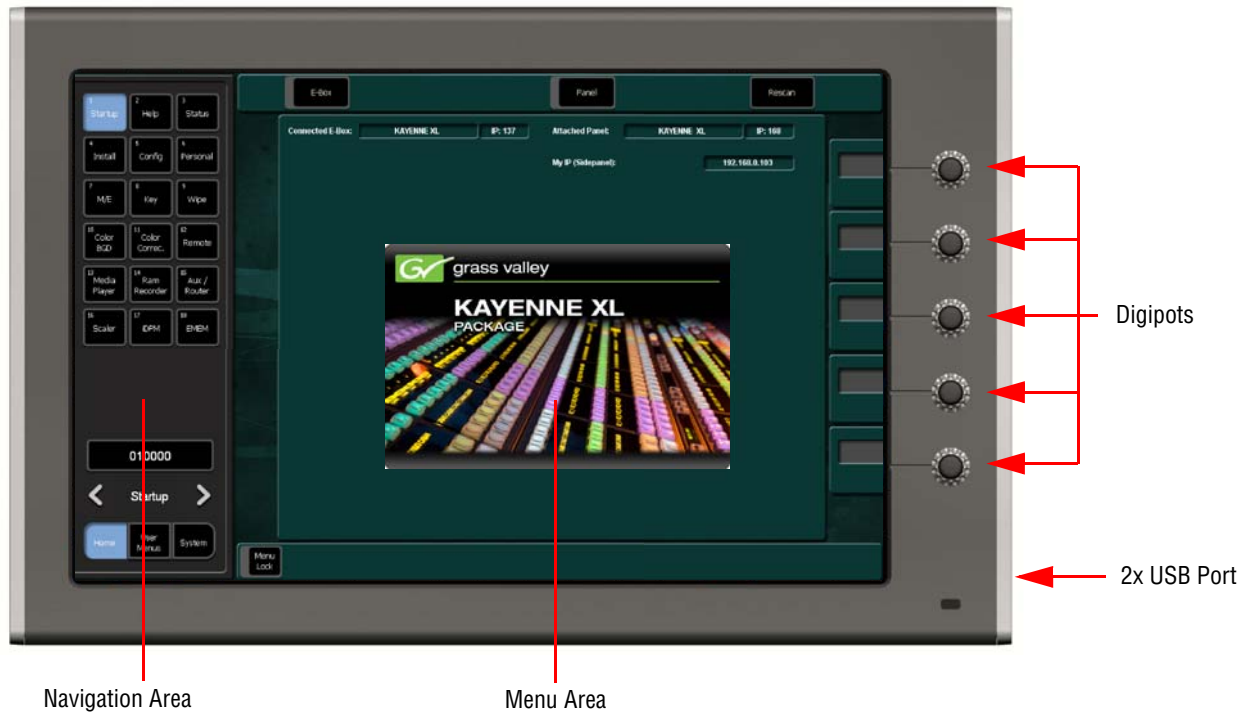 E-Box
Panel
Rescan
1 Startup
2 Help
3 Status
4 Install
5 Config
6 Personal
7 M/E
8 Key
9 Wipe
10 Color BGD
11 Color Correc.
12 Remote
13 Media Player
14 Ram Recorder
15 Aux / Router
16 Scaler
17 iDPM
18 EMEM
010000
Startup
Home
User Menus
System
Connected E-Box:
KAYENNE XL
IP: 137
Attached Panel:
KAYENNE XL
IP: 168
My IP (Sidepanel):
192.168.0.103
GV grass valley
KAYENNE XL
PACKAGE
Menu Lock
Digipots
2x USB Port
Navigation Area
Menu Area